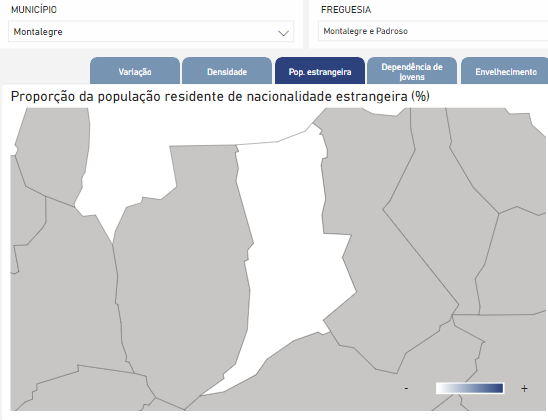 MUNICÍPIO
FREGUESIA
Montalegre
Montalegre e Padroso
Variação
Densidade
Pop. estrangeira
Dependência de
jovens
Envelhecimento
Proporção da população residente de nacionalidade estrangeira (%)
- +